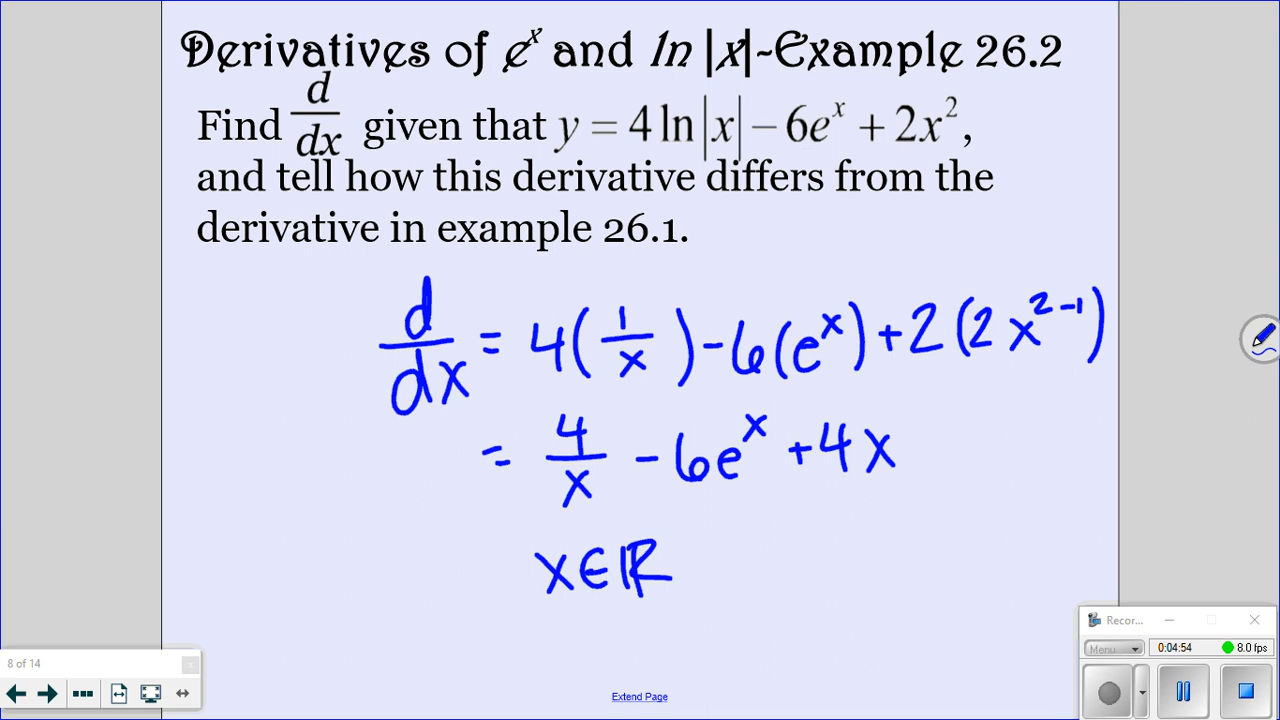 Derivatives of e^x and ln |x|-Example 26.2
Find d/dx given that y = 4 ln|x| − 6e^x + 2x^2,
and tell how this derivative differs from the
derivative in example 26.1.
d/dx = 4(1/x) − 6(e^x) + 2(2x^{2-1})
= 4/x − 6e^x + 4x
x∈ℝ
Recor...
Menu
0:04:54
8.0 fps
8 of 14
Extend Page